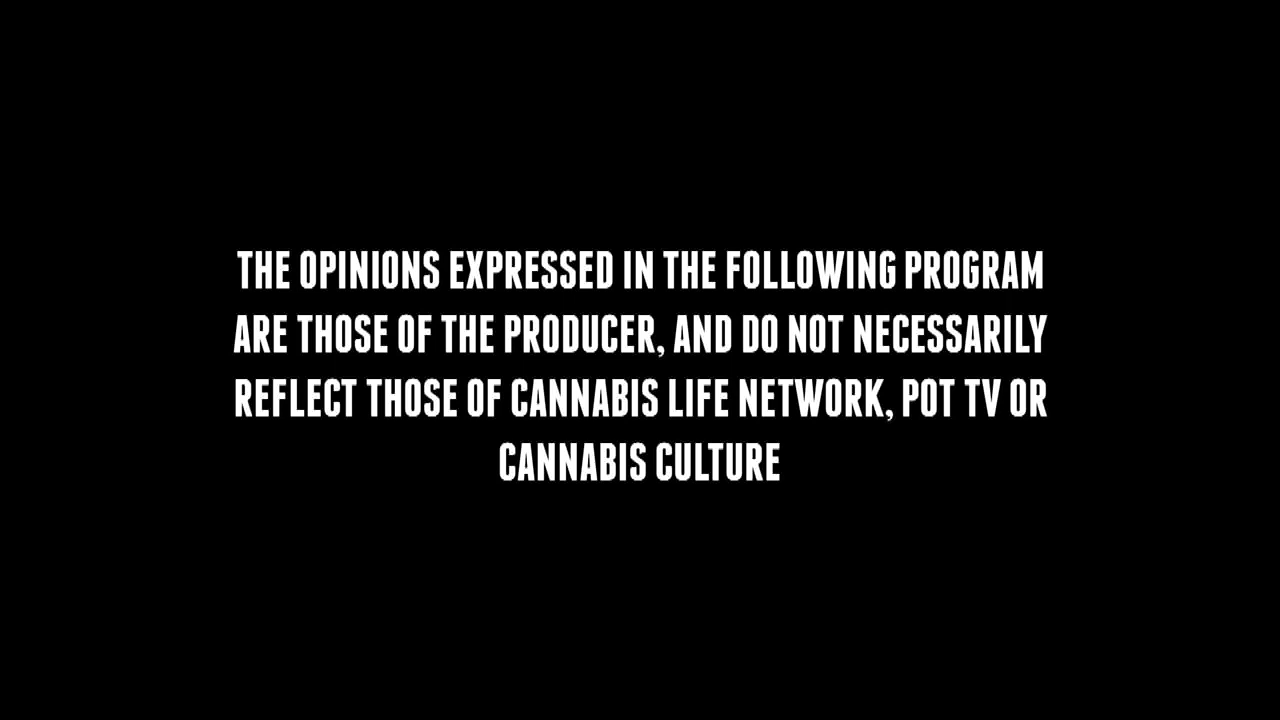 THE OPINIONS EXPRESSED IN THE FOLLOWING PROGRAM
ARE THOSE OF THE PRODUCER, AND DO NOT NECESSARILY
REFLECT THOSE OF CANNABIS LIFE NETWORK, POT TV OR
CANNABIS CULTURE